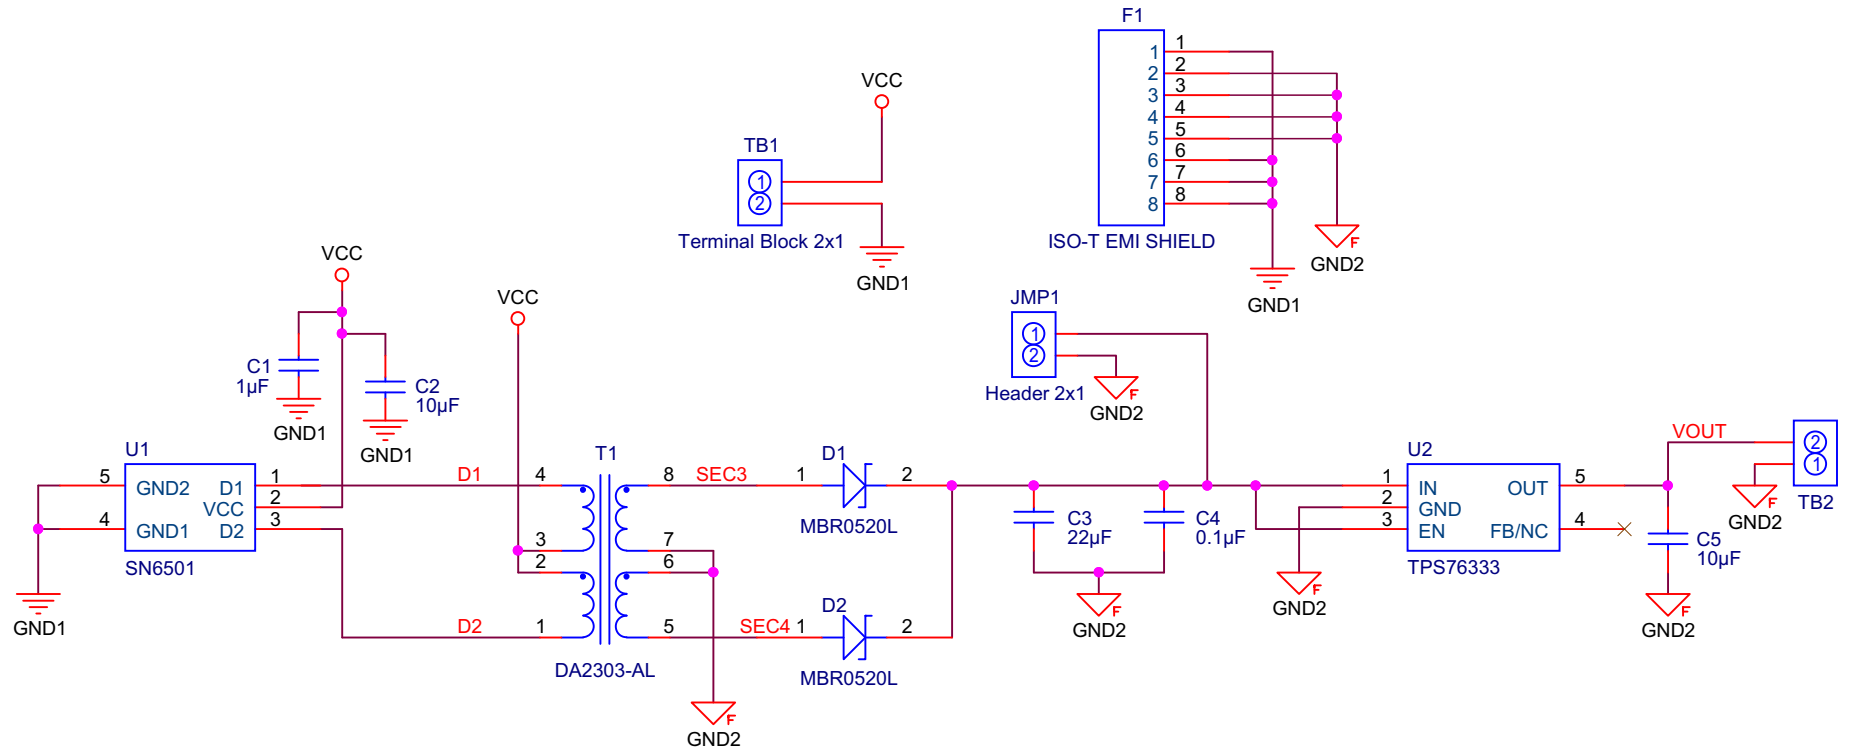 F1
1
2
3
4
5
6
7
8
1
2
3
4
5
6
7
8
ISO-T EMI SHIELD
F
GND2
GND1
VCC
TB1
1
2
Terminal Block 2x1
GND1
VCC
C1
1µF
GND1
C2
10µF
GND1
VCC
JMP1
1
2
Header 2x1
F
GND2
U1
5
4
GND2
GND1
D1
VCC
D2
1
2
3
SN6501
GND1
D1
D2
T1
4
3
2
1
8
7
6
5
DA2303-AL
SEC3
SEC4
F
GND2
1
D1
2
MBR0520L
1
D2
2
MBR0520L
C3
22µF
C4
0.1µF
F
GND2
U2
1
2
3
IN
GND
EN
OUT
FB/NC
5
4
TPS76333
F
GND2
VOUT
2
1
TB2
F
GND2
C5
10µF
F
GND2